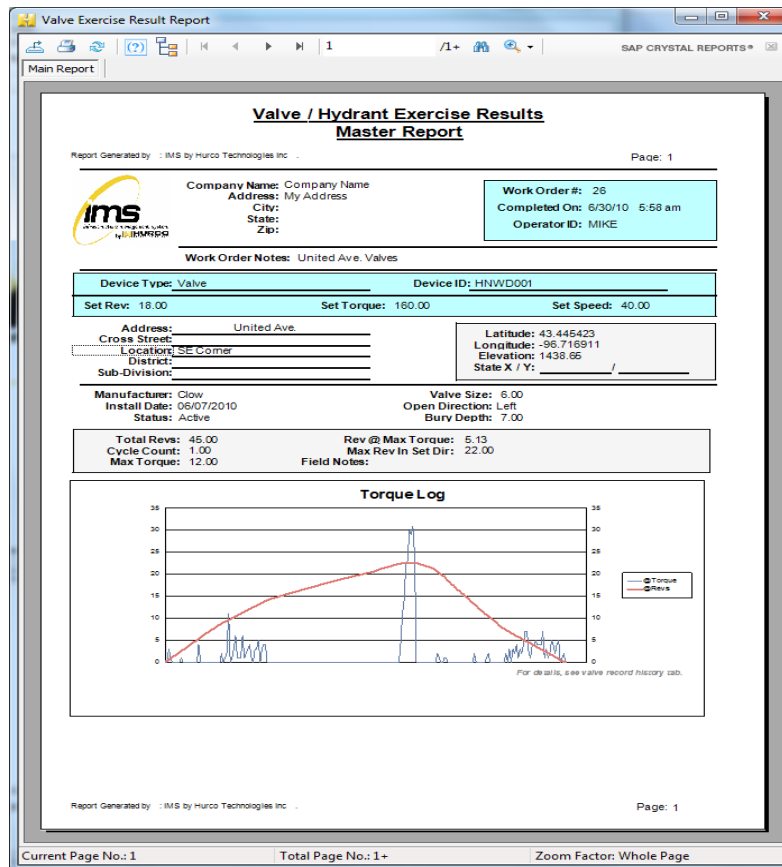 Valve Exercise Result Report
1 /1+ SAP CRYSTAL REPORTS®
Main Report
Valve / Hydrant Exercise Results
Master Report
Report Generated by : IMS by Hurco Technologies Inc . Page: 1
ims
by HURCO
Company Name: Company Name
Address: My Address
City:
State:
Zip:
Work Order #: 26
Completed On: 6/30/10 5:58 am
Operator ID: MIKE
Work Order Notes: United Ave. Valves
Device Type: Valve Device ID: HNWD001
Set Rev: 18.00 Set Torque: 160.00 Set Speed: 40.00
Address: United Ave.
Cross Street:
Location: SE Corner
District:
Sub-Division:
Latitude: 43.445423
Longitude: -96.716911
Elevation: 1438.65
State X / Y: /
Manufacturer: Clow Valve Size: 6.00
Install Date: 06/07/2010 Open Direction: Left
Status: Active Bury Depth: 7.00
Total Revs: 45.00 Rev @ Max Torque: 5.13
Cycle Count: 1.00 Max Rev In Set Dir: 22.00
Max Torque: 12.00 Field Notes:
Torque Log
35 35
30 30
25 25
20 20
15 15
10 10
5 5
0 0
@Torque
@Revs
For details, see valve record history tab.
Report Generated by : IMS by Hurco Technologies Inc . Page: 1
Current Page No.: 1 Total Page No.: 1+ Zoom Factor: Whole Page